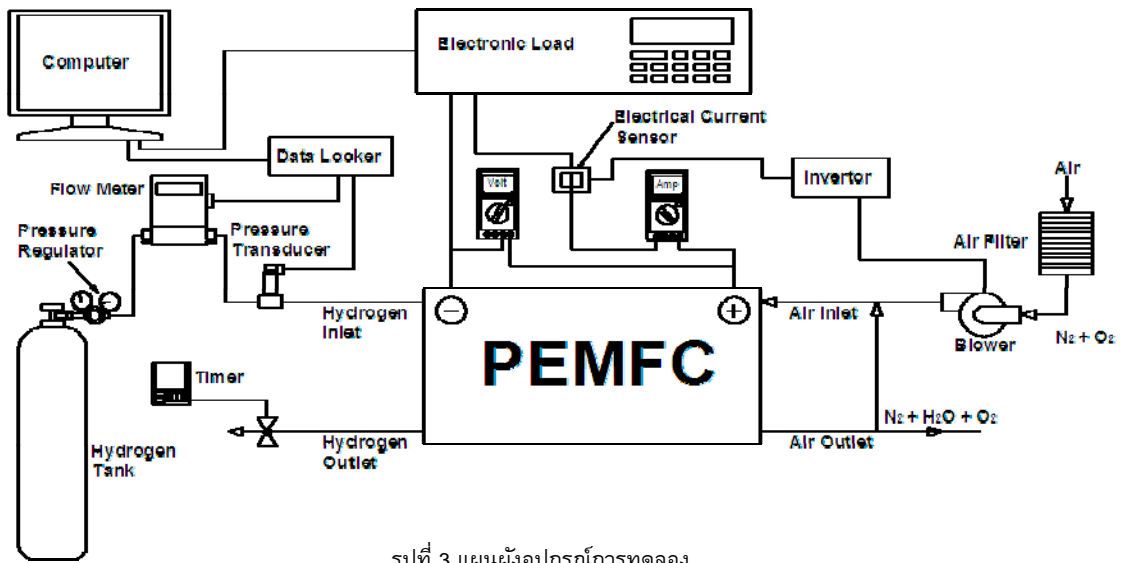 Computer
Electronic Load
Electrical Current
Sensor
Data Looker
Flow Meter
Volt
Amp
Invertor
Air
Pressure
Regulator
Pressure
Transducer
Air Filter
Hydrogen
Inlet
−
+
Air Inlet
Blower
N₂ + O₂
PEMFC
Timer
Hydrogen
Outlet
Air Outlet
N₂ + H₂O + O₂
Hydrogen
Tank
รูปที่ 3 แผนผังอุปกรณ์การทดลอง